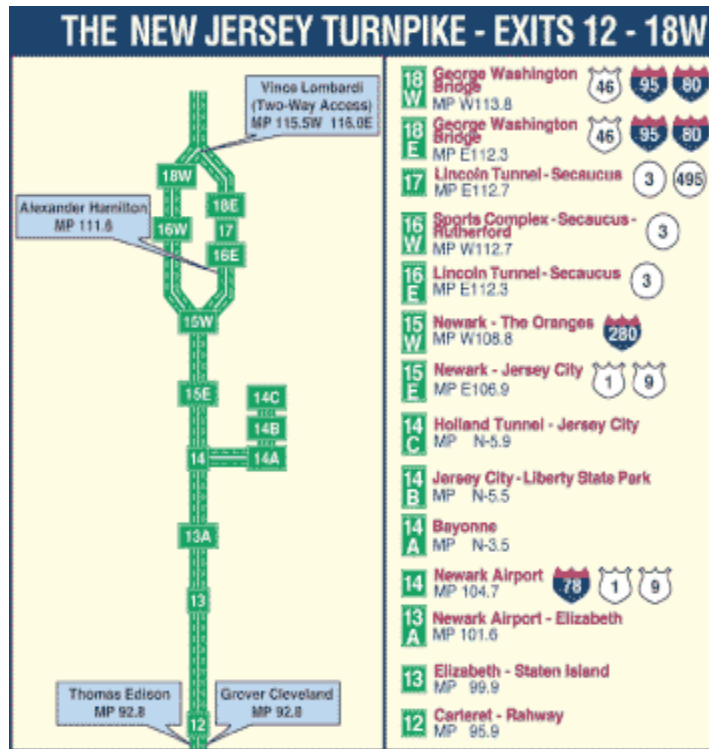 THE NEW JERSEY TURNPIKE - EXITS 12 - 18W
Vince Lombardi
(Two-Way Access)
MP 115.5W 116.0E
18W
18E
Alexander Hamilton
MP 111.6
16W
17
16E
15W
15E
14C
14B
14
14A
13A
13
Thomas Edison
MP 92.8
Grover Cleveland
MP 92.8
12
18
W
George Washington
Bridge
MP W113.8
46
95
80
18
E
George Washington
Bridge
MP E112.3
46
95
80
17
Lincoln Tunnel - Secaucus
MP E112.7
3
495
16
W
Sports Complex - Secaucus -
Rutherford
MP W112.7
3
16
E
Lincoln Tunnel - Secaucus
MP E112.3
3
15
W
Newark - The Oranges
MP W108.8
280
15
E
Newark - Jersey City
MP E106.9
1
9
14
C
Holland Tunnel - Jersey City
MP N-5.9
14
B
Jersey City - Liberty State Park
MP N-5.5
14
A
Bayonne
MP N-3.5
14
Newark Airport
MP 104.7
78
1
9
13
A
Newark Airport - Elizabeth
MP 101.6
13
Elizabeth - Staten Island
MP 99.9
12
Carteret - Rahway
MP 95.9